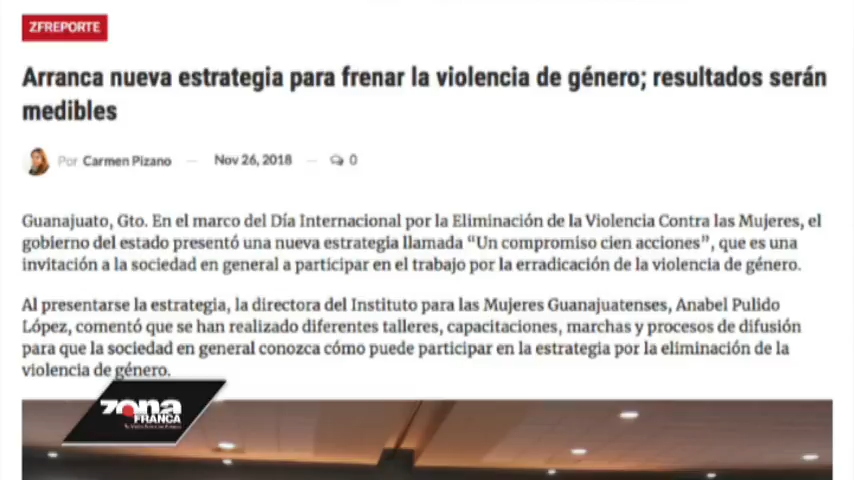 ZFREPORTE
Arranca nueva estrategia para frenar la violencia de género; resultados serán
medibles
Por Carmen Pizano — Nov 26, 2018 — 0
Guanajuato, Gto. En el marco del Día Internacional por la Eliminación de la Violencia Contra las Mujeres, el
gobierno del estado presentó una nueva estrategia llamada “Un compromiso cien acciones”, que es una
invitación a la sociedad en general a participar en el trabajo por la erradicación de la violencia de género.
Al presentarse la estrategia, la directora del Instituto para las Mujeres Guanajuatenses, Anabel Pulido
López, comentó que se han realizado diferentes talleres, capacitaciones, marchas y procesos de difusión
para que la sociedad en general conozca cómo puede participar en la estrategia por la eliminación de la
violencia de género.
ZONA
FRANCA